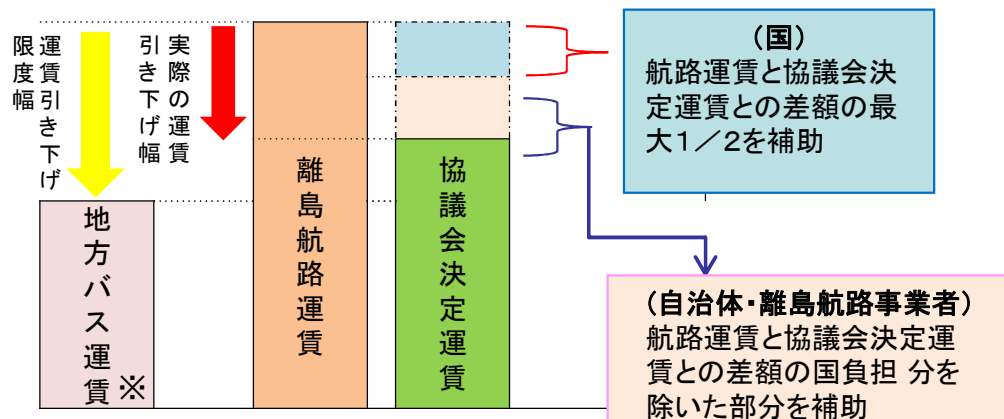 運賃引き下げ
限度幅
実際の運賃
引き下げ幅
地方バス運賃※
離島航路運賃
協議会決定運賃
(国)
航路運賃と協議会決
定運賃との差額の最
大1/2を補助
(自治体・離島航路事業者)
航路運賃と協議会決定運
賃との差額の国負担 分を
除いた部分を補助